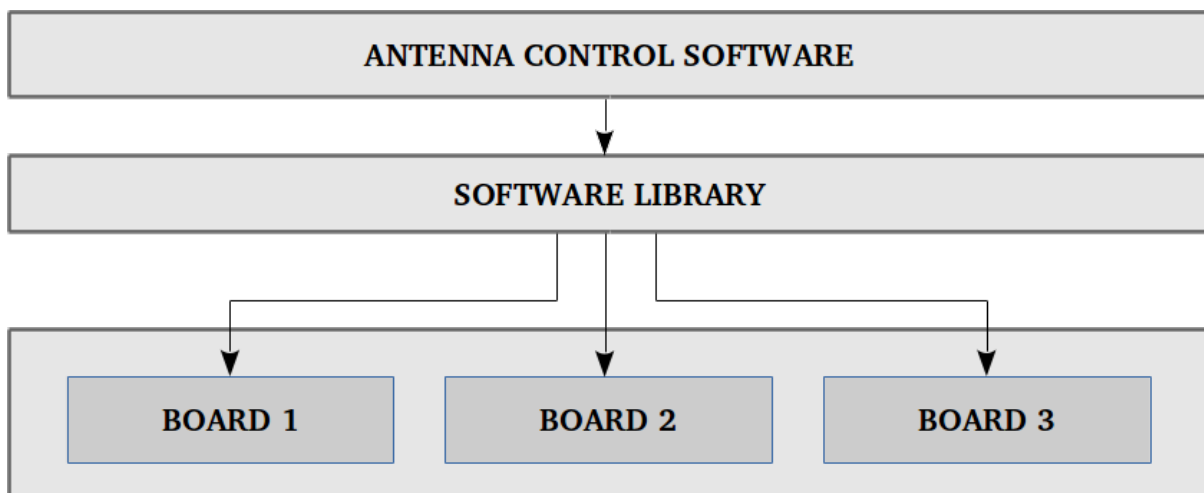 ANTENNA CONTROL SOFTWARE
SOFTWARE LIBRARY
BOARD 1
BOARD 2
BOARD 3